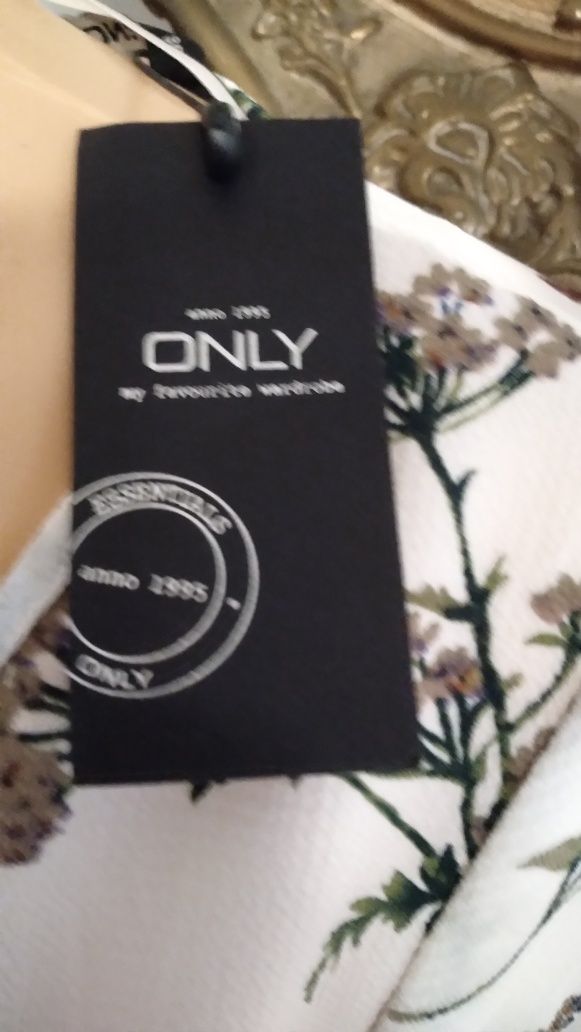 anno 1995
ONLY
my favourite wardrobe
ESSENTIALS
anno 1995
ONLY